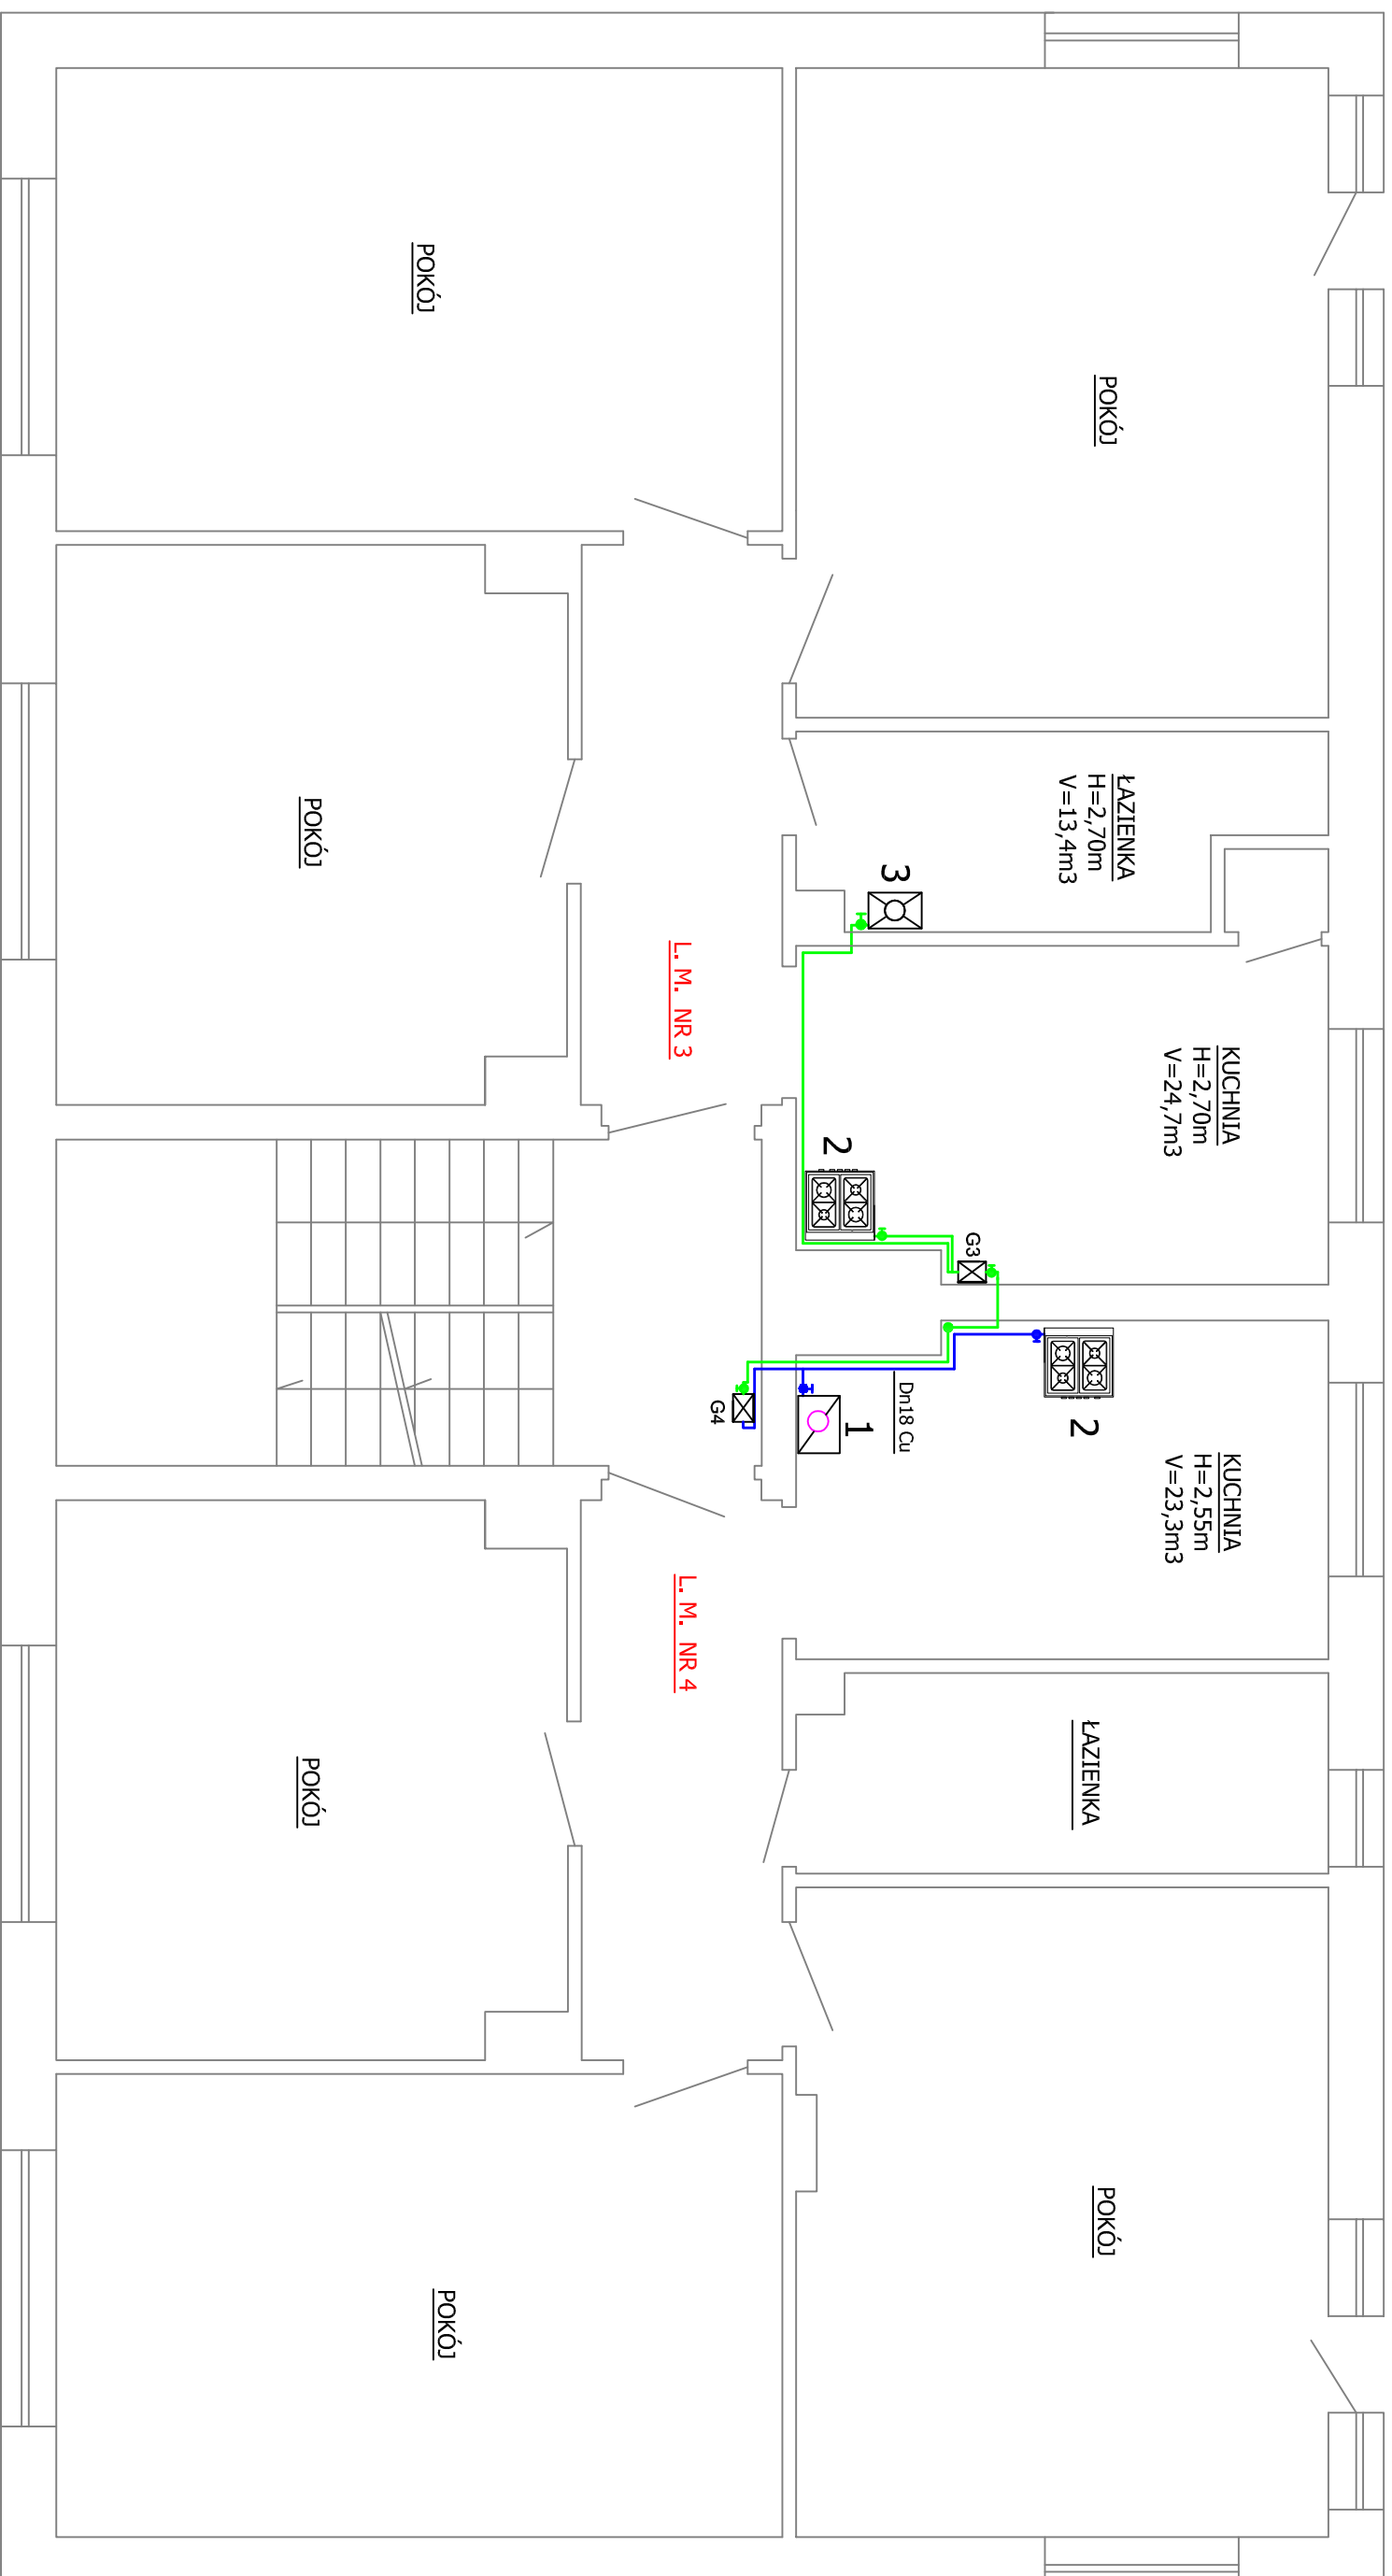 POKÓJ
POKÓJ
POKÓJ
ŁAZIENKA
H=2,70m
V=13,4m3
3
L. M. NR 3
KUCHNIA
H=2,70m
V=24,7m3
2
G3
G4
1
Dn18 Cu
2
KUCHNIA
H=2,55m
V=23,3m3
L. M. NR 4
ŁAZIENKA
POKÓJ
POKÓJ
POKÓJ